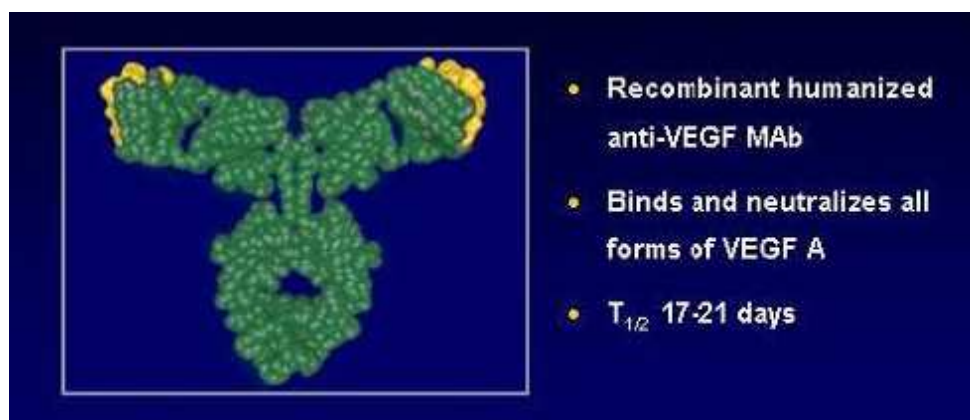 • Recombinant humanized
anti-VEGF MAb
• Binds and neutralizes all
forms of VEGF A
• T1/2 17-21 days